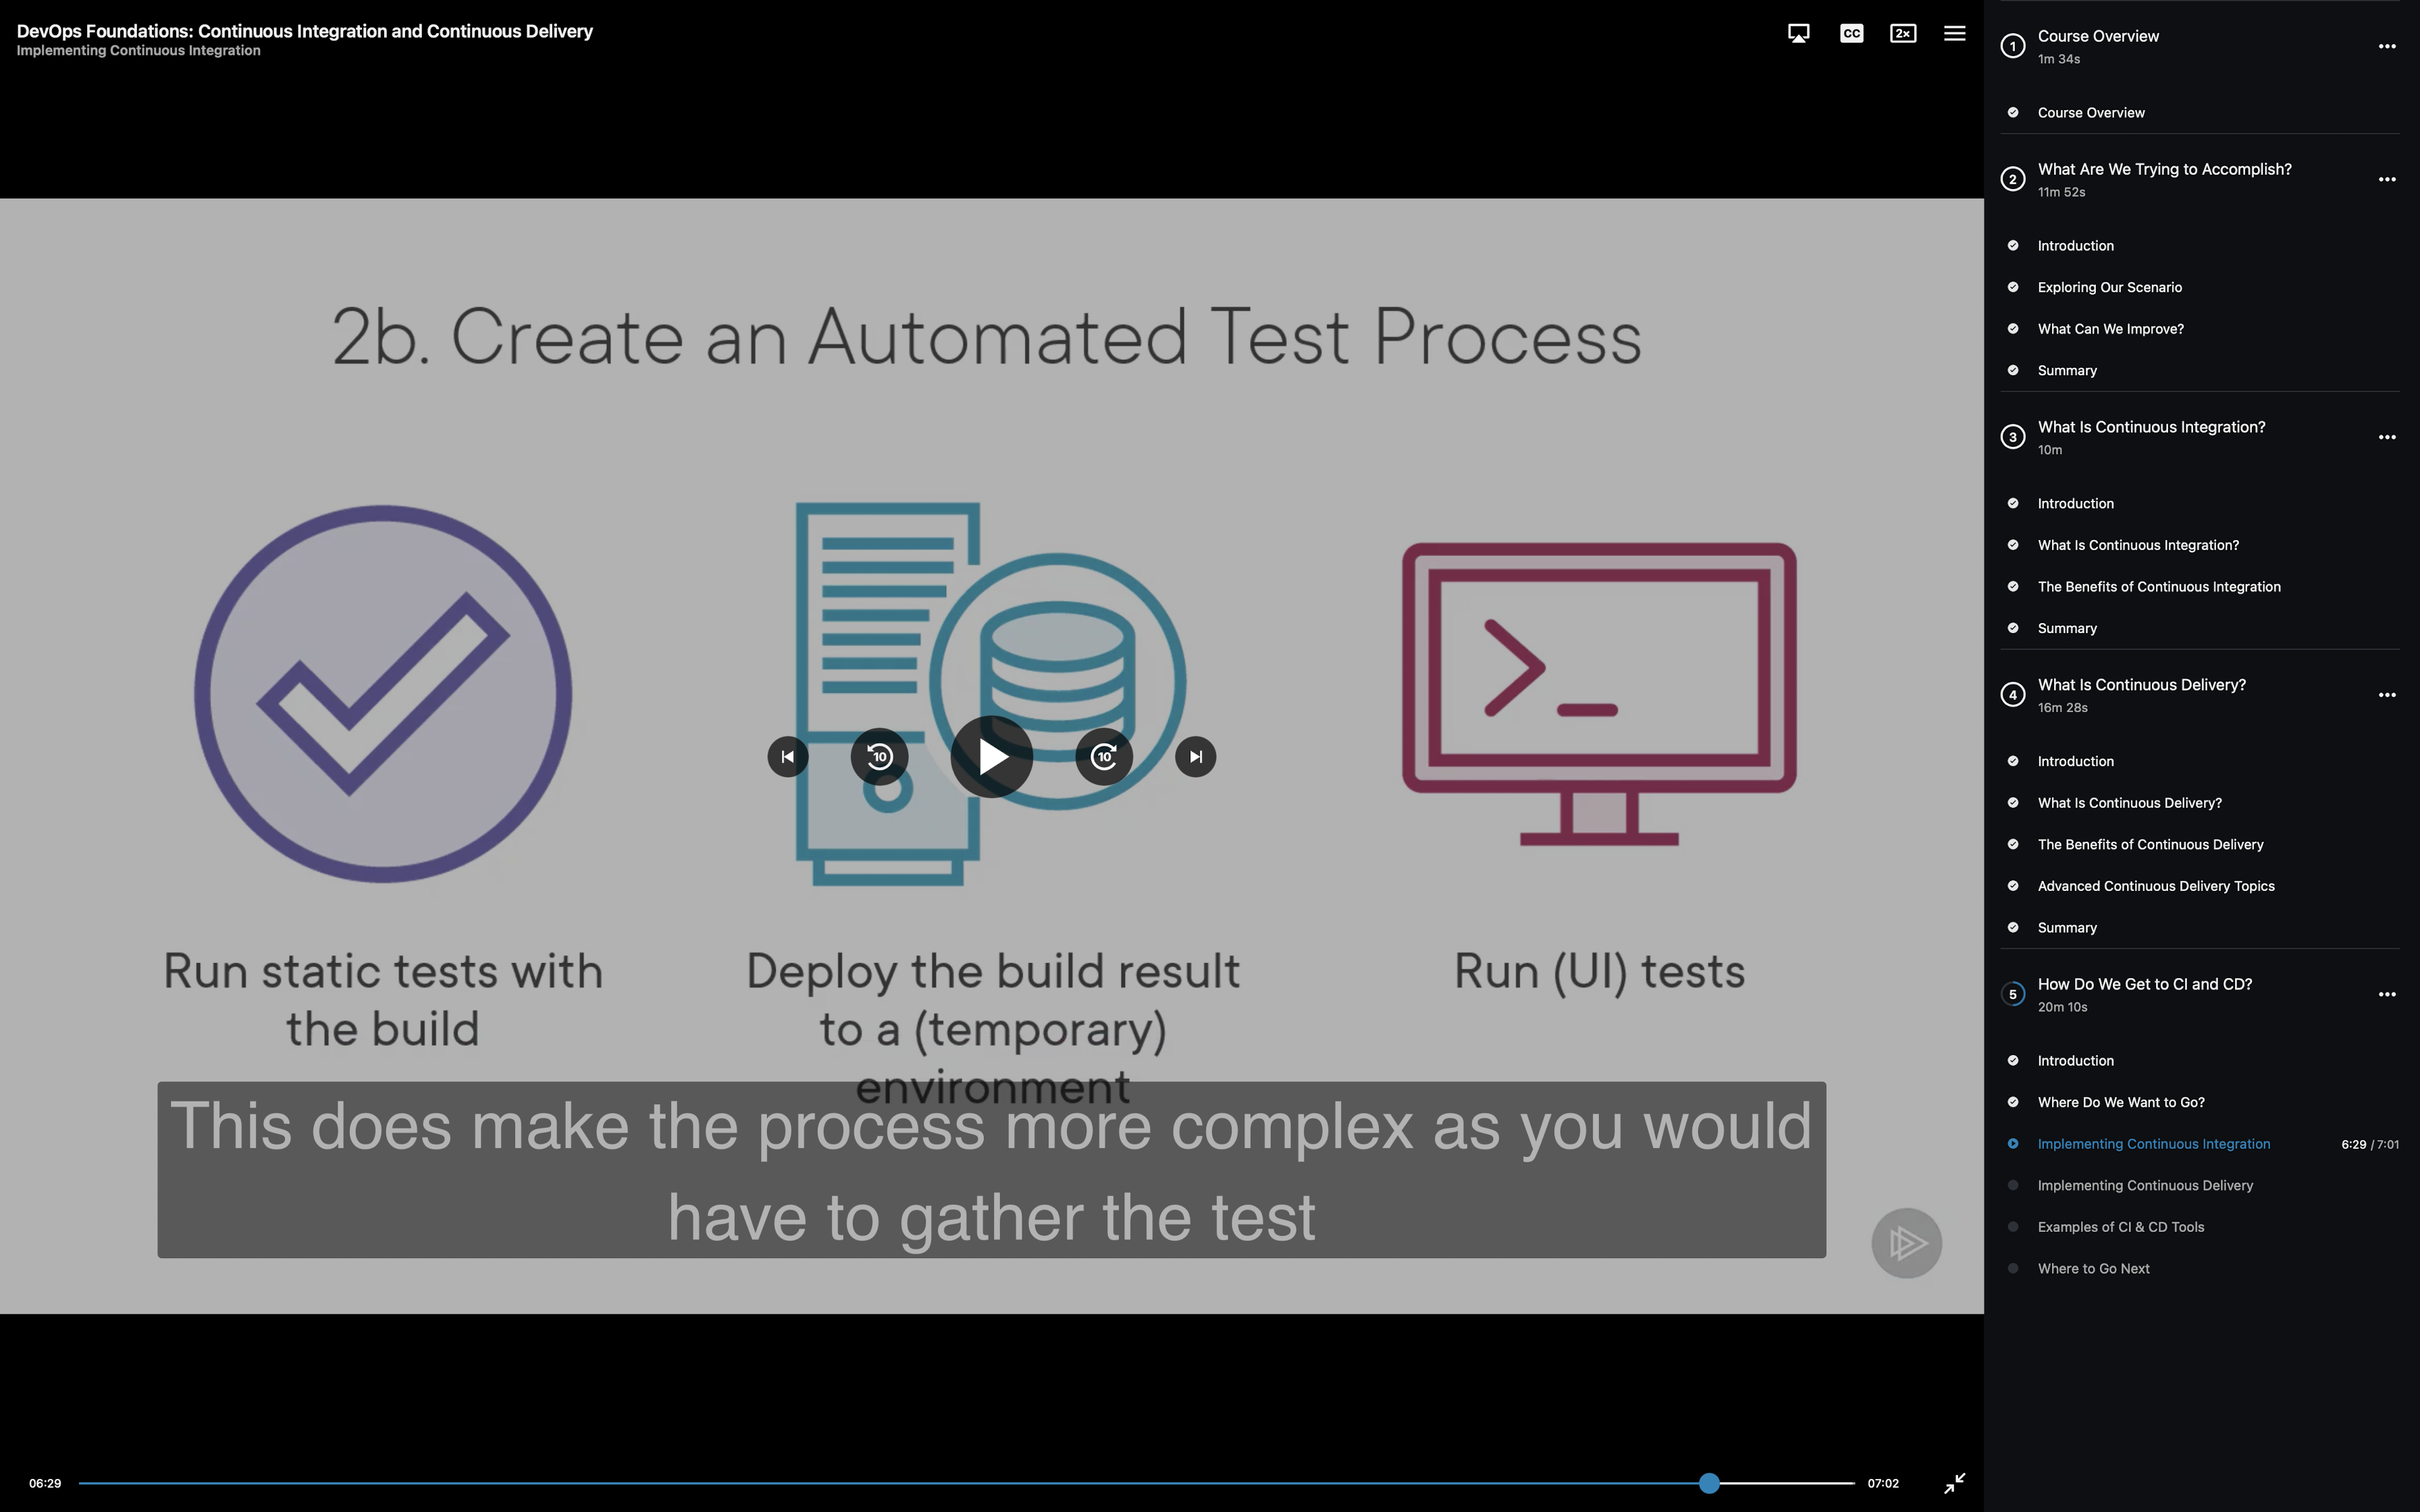 DevOps Foundations: Continuous Integration and Continuous Delivery
Implementing Continuous Integration
CC
2×
2b. Create an Automated Test Process
10
10
Run static tests with
the build
Deploy the build result
to a (temporary)
environment
Run (UI) tests
This does make the process more complex as you would
have to gather the test
06:29
07:02
1
Course Overview
1m 34s
Course Overview
2
What Are We Trying to Accomplish?
11m 52s
Introduction
Exploring Our Scenario
What Can We Improve?
Summary
3
What Is Continuous Integration?
10m
Introduction
What Is Continuous Integration?
The Benefits of Continuous Integration
Summary
4
What Is Continuous Delivery?
16m 28s
Introduction
What Is Continuous Delivery?
The Benefits of Continuous Delivery
Advanced Continuous Delivery Topics
Summary
5
How Do We Get to CI and CD?
20m 10s
Introduction
Where Do We Want to Go?
Implementing Continuous Integration 6:29 / 7:01
Implementing Continuous Delivery
Examples of CI & CD Tools
Where to Go Next